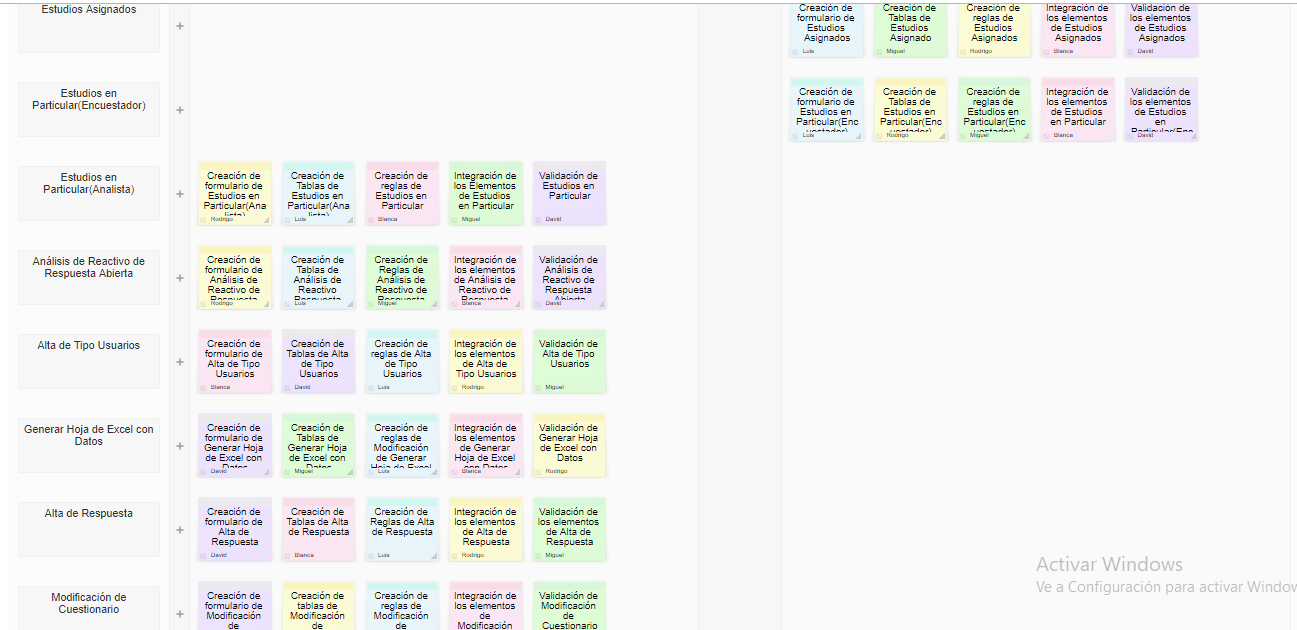 Estudios Asignados
+
Creación de
formulario de
Estudios
Asignados
Luis
Creación de
Tablas de
Estudios
Asignado
Miguel
Creación de
reglas de
Estudios
Asignados
Rodrigo
Integración de
los elementos
de Estudios
Asignados
Blanca
Validación de
los elementos
de Estudios
Asignados
David
Estudios en
Particular(Encuestador)
+
Creación de
formulario de
Estudios en
Particular(Enc
uestador)
Luis
Creación de
Tablas de
Estudios en
Particular(Enc
uestador)
Rodrigo
Creación de
reglas de
Estudios en
Particular(Enc
uestador)
Miguel
Integración de
los elementos
de Estudios
en Particular
Blanca
Validación de
los elementos
de Estudios
en
Particular(Enc
David
Estudios en
Particular(Analista)
+
Creación de
formulario de
Estudios en
Particular(Ana
lista)
Rodrigo
Creación de
Tablas de
Estudios en
Particular(Ana
lista)
Luis
Creación de
reglas de
Estudios en
Particular
Blanca
Integración de
los Elementos
de Estudios
en Particular
Miguel
Validación de
Estudios en
Particular
David
Análisis de Reactivo de
Respuesta Abierta
+
Creación de
formulario de
Análisis de
Reactivo de
Respuesta
Rodrigo
Creación de
Tablas de
Análisis de
Reactivo
Respuesta
Luis
Creación de
Reglas de
Análisis de
Reactivo de
Respuesta
Miguel
Integración de
los elementos
de Análisis de
Reactivo de
Respuesta
Blanca
Validación de
Análisis de
Reactivo de
Respuesta
Abierta
David
Alta de Tipo Usuarios
+
Creación de
formulario de
Alta de Tipo
Usuarios
Blanca
Creación de
Tablas de Alta
de Tipo
Usuarios
David
Creación de
reglas de Alta
de Tipo
Usuarios
Luis
Integración de
los elementos
de Alta de
Tipo Usuarios
Rodrigo
Validación de
Alta de Tipo
Usuarios
Miguel
Generar Hoja de Excel con
Datos
+
Creación de
formulario de
Generar Hoja
de Excel con
Datos
David
Creación de
Tablas de
Generar Hoja
de Excel con
Datos
Miguel
Creación de
reglas de
Modificación
de Generar
Hoja de Excel
Luis
Integración de
los elementos
de Generar
Hoja de Excel
con Datos
Blanca
Validación de
Generar Hoja
de Excel con
Datos
Rodrigo
Alta de Respuesta
+
Creación de
formulario de
Alta de
Respuesta
David
Creación de
Tablas de Alta
de Respuesta
Blanca
Creación de
Reglas de Alta
de Respuesta
Luis
Integración de
los elementos
de Alta de
Respuesta
Rodrigo
Validación de
los elementos
de Alta de
Respuesta
Miguel
Modificación de
Cuestionario
+
Creación de
formulario de
Modificación
de
Creación de
tablas de
Modificación
de
Creación de
reglas de
Modificación
de
Integración de
los elementos
de
Modificación
Validación de
Modificación
de
Cuestionario
Activar Windows
Ve a Configuración para activar Window